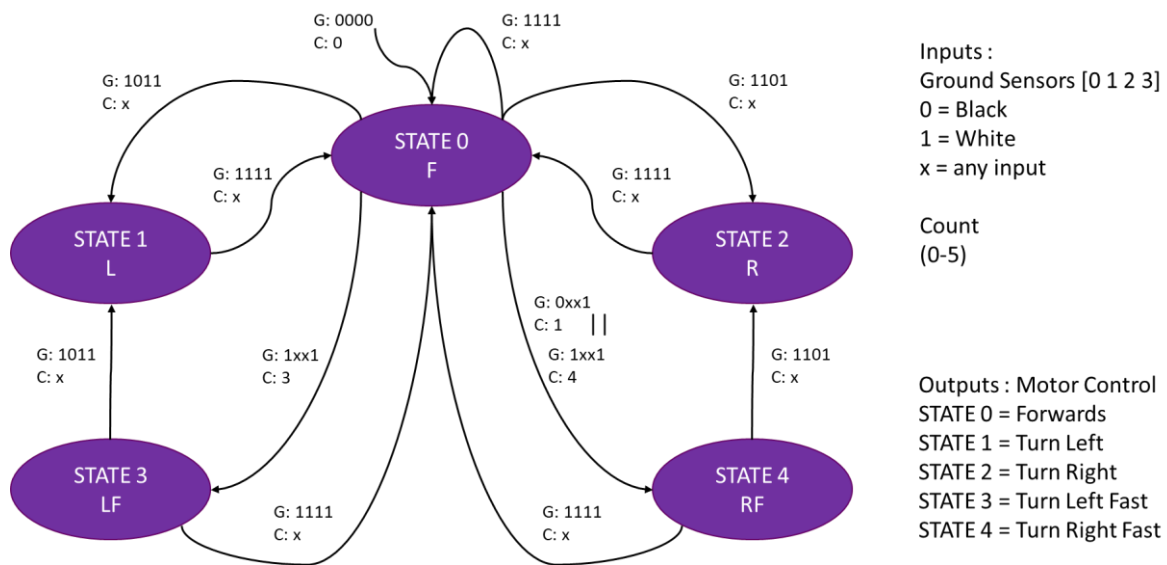 G: 0000
C: 0
G: 1111
C: x
G: 1011
C: x
G: 1101
C: x
STATE 0
F
G: 1111
C: x
G: 1111
C: x
STATE 1
L
STATE 2
R
G: 0xx1
C: 1 ||
G: 1xx1
C: 4
G: 1011
C: x
G: 1xx1
C: 3
G: 1101
C: x
STATE 3
LF
STATE 4
RF
G: 1111
C: x
G: 1111
C: x
Inputs :
Ground Sensors [0 1 2 3]
0 = Black
1 = White
x = any input
Count
(0-5)
Outputs : Motor Control
STATE 0 = Forwards
STATE 1 = Turn Left
STATE 2 = Turn Right
STATE 3 = Turn Left Fast
STATE 4 = Turn Right Fast